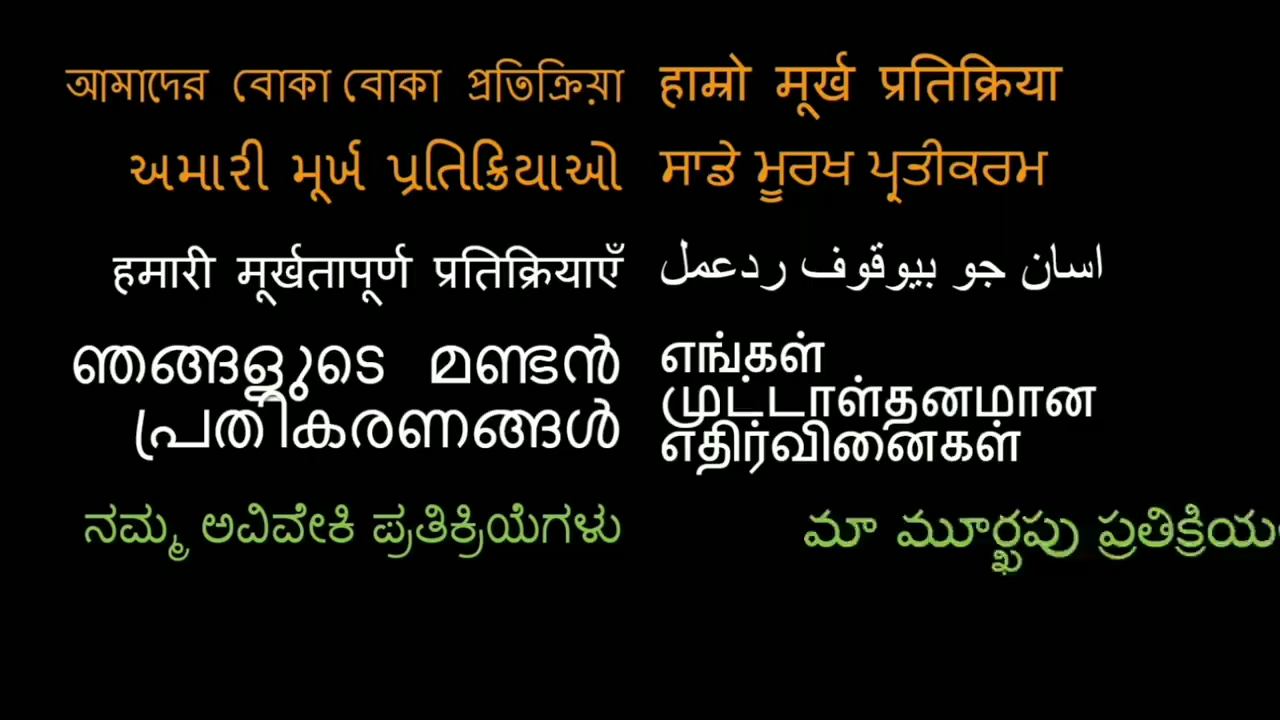 আমাদের বোকা বোকা প্রতিক্রিয়া
हाम्रो मूर्ख प्रतिक्रिया
અમારી મૂર્ખ પ્રતિક્રિયાઓ
ਸਾਡੇ ਮੂਰਖ ਪ੍ਰਤੀਕਰਮ
हमारी मूर्खतापूर्ण प्रतिक्रियाएँ
اسان جو بيوقوف ردعمل
ഞങ്ങളുടെ മണ്ടൻ
പ്രതികരണങ്ങൾ
எங்கள்
முட்டாள்தனமான
எதிர்வினைகள்
ನಮ್ಮ ಅವಿವೇಕಿ ಪ್ರತಿಕ್ರಿಯೆಗಳು
మా మూర్ఖపు